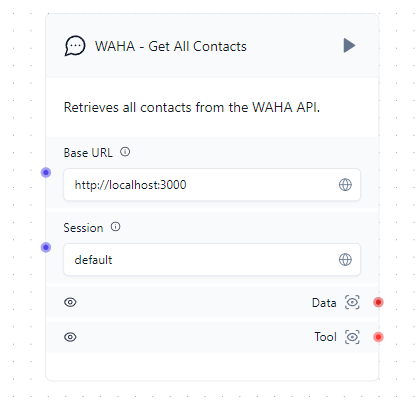 WAHA - Get All Contacts
Retrieves all contacts from the WAHA API.
Base URL
http://localhost:3000
Session
default
Data
Tool